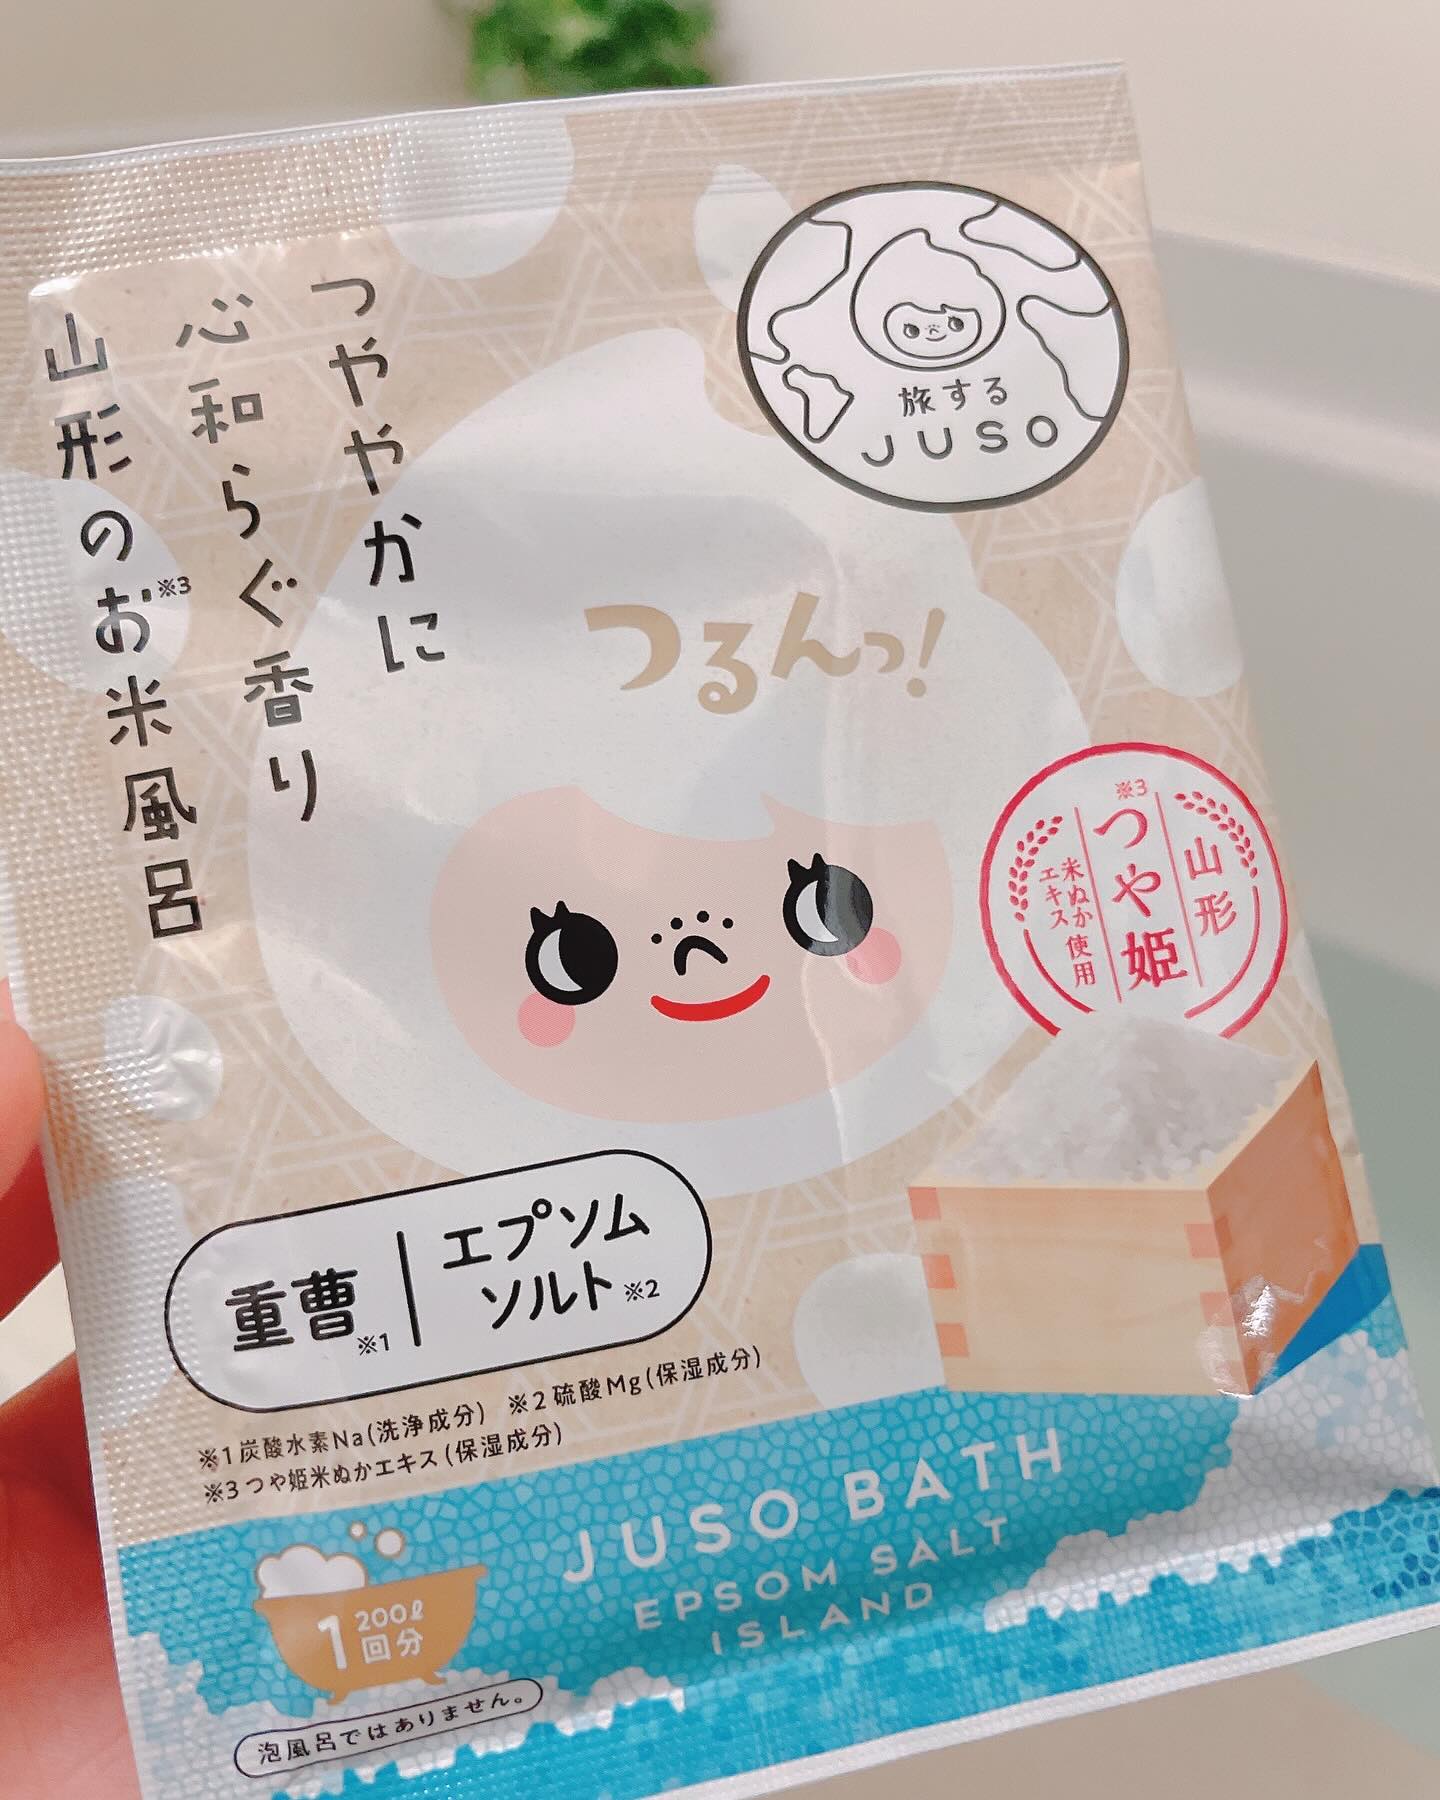 つややかに
心和らぐ香り
山形のお※3米風呂
旅する
JUSO
つるんっ!
山形
※3
つや姫
米ぬか
エキス使用
重曹※1
エプソム
ソルト※2
※1 炭酸水素Na(洗浄成分) ※2 硫酸Mg(保湿成分)
※3 つや姫米ぬかエキス(保湿成分)
JUSO BATH
EPSOM SALT
ISLAND
1回分
200ℓ
泡風呂ではありません。